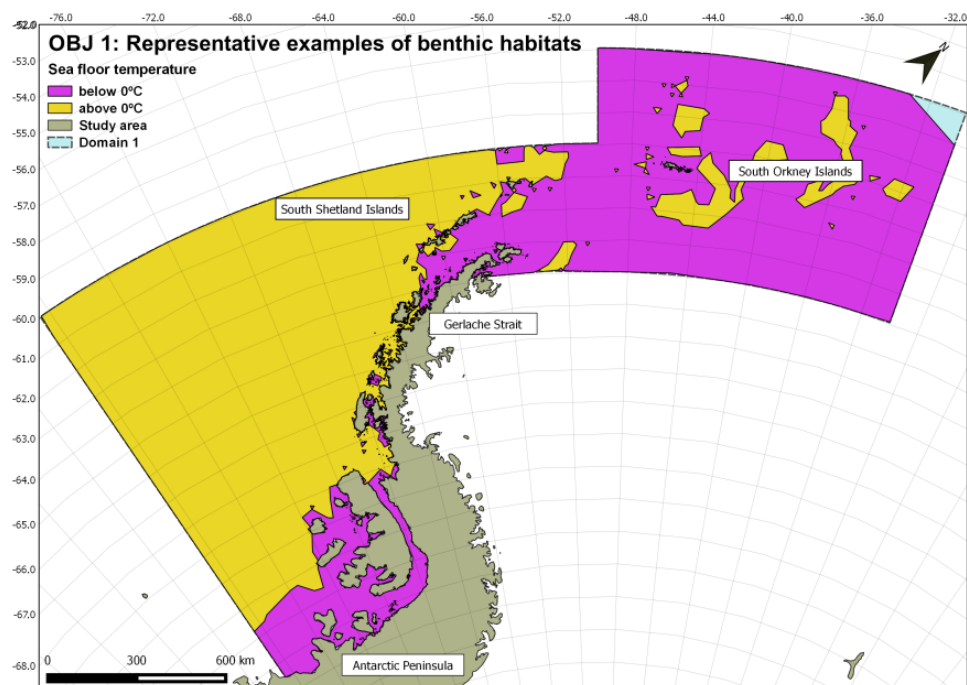 -76.0 -72.0 -68.0 -64.0 -60.0 -56.0 -52.0 -48.0 -44.0 -40.0 -36.0 -32.0
-52.0
OBJ 1: Representative examples of benthic habitats
N
-53.0
Sea floor temperature
below 0ºC
above 0ºC
-54.0
Study area
Domain 1
-55.0
South Orkney Islands
-56.0
South Shetland Islands
-57.0
-58.0
-59.0
-60.0
Gerlache Strait
-61.0
-62.0
-63.0
-64.0
-65.0
-66.0
-67.0
-68.0
0 300 600 km
Antarctic Peninsula